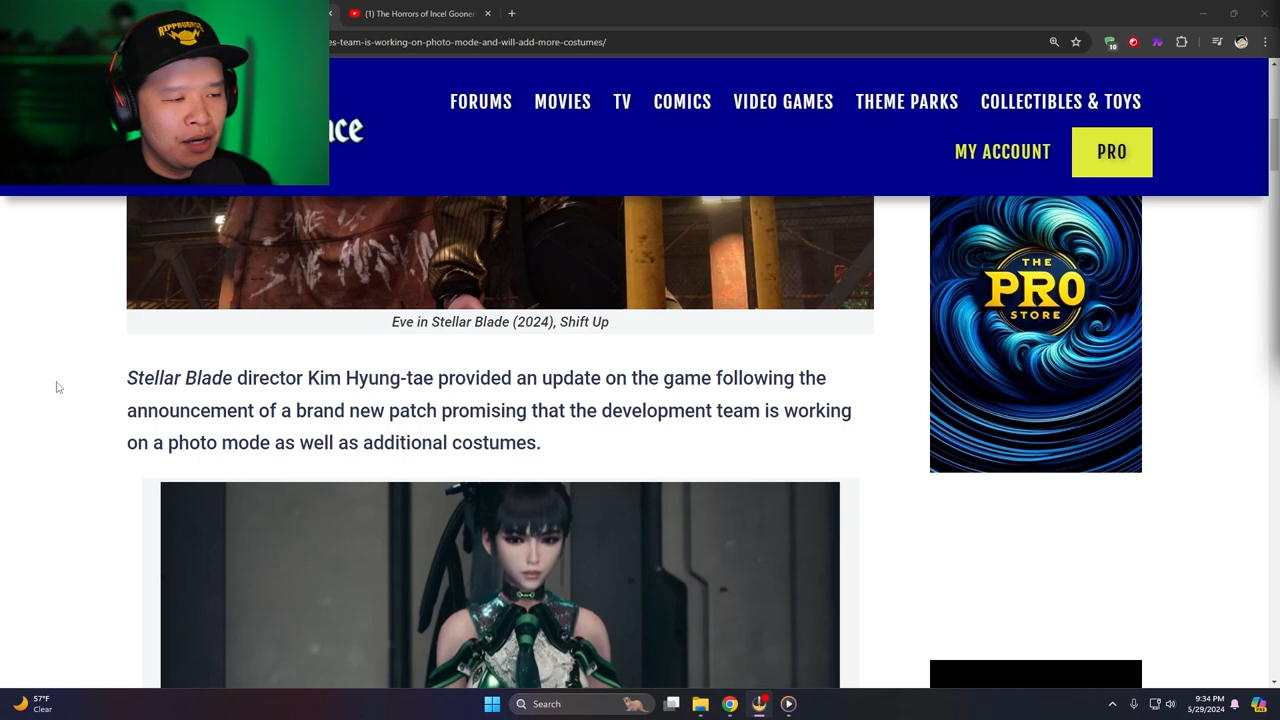 (1) The Horrors of Incel Gooner
es-team-is-working-on-photo-mode-and-will-add-more-costumes/
10
FORUMS MOVIES TV COMICS VIDEO GAMES THEME PARKS COLLECTIBLES & TOYS
MY ACCOUNT PRO
ace
THE
PRO
STORE
Eve in Stellar Blade (2024), Shift Up
Stellar Blade director Kim Hyung-tae provided an update on the game following the
announcement of a brand new patch promising that the development team is working
on a photo mode as well as additional costumes.
57°F
Clear
Search
9:34 PM
5/29/2024